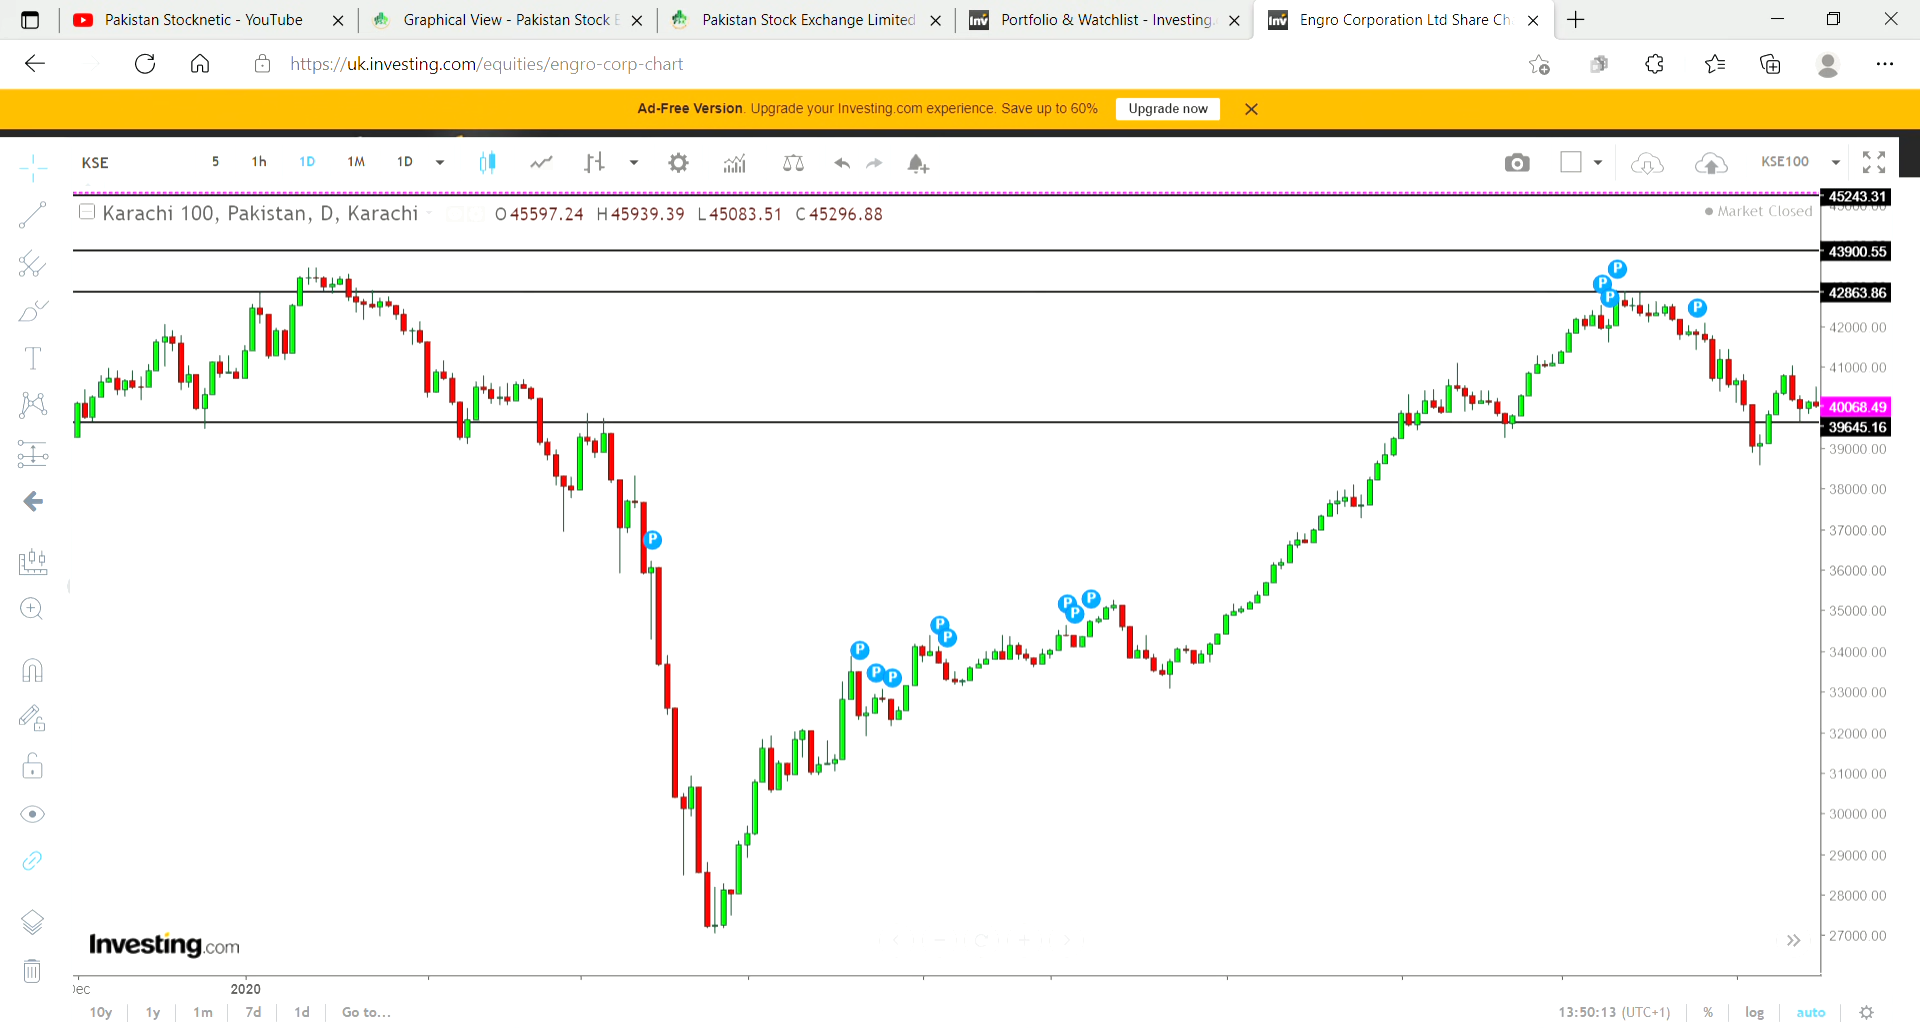 Pakistan Stocknetic - YouTube
Graphical View - Pakistan Stock E
Pakistan Stock Exchange Limited
Portfolio & Watchlist - Investing.
Engro Corporation Ltd Share Ch
https://uk.investing.com/equities/engro-corp-chart
Ad-Free Version. Upgrade your Investing.com experience. Save up to 60% Upgrade now
KSE 5 1h 1D 1M 1D KSE100
Karachi 100, Pakistan, D, Karachi O45597.24 H45939.39 L45083.51 C45296.88
Market Closed
45243.31
43900.55
42863.86
42000.00
41000.00
40068.49
39645.16
39000.00
38000.00
37000.00
36000.00
35000.00
34000.00
33000.00
32000.00
31000.00
30000.00
29000.00
28000.00
27000.00
P
P
P
P
P
P
P
P
P
P
P
P
P
Investing.com
2020
10y 1y 1m 7d 1d Go to... 13:50:13 (UTC+1) % log auto